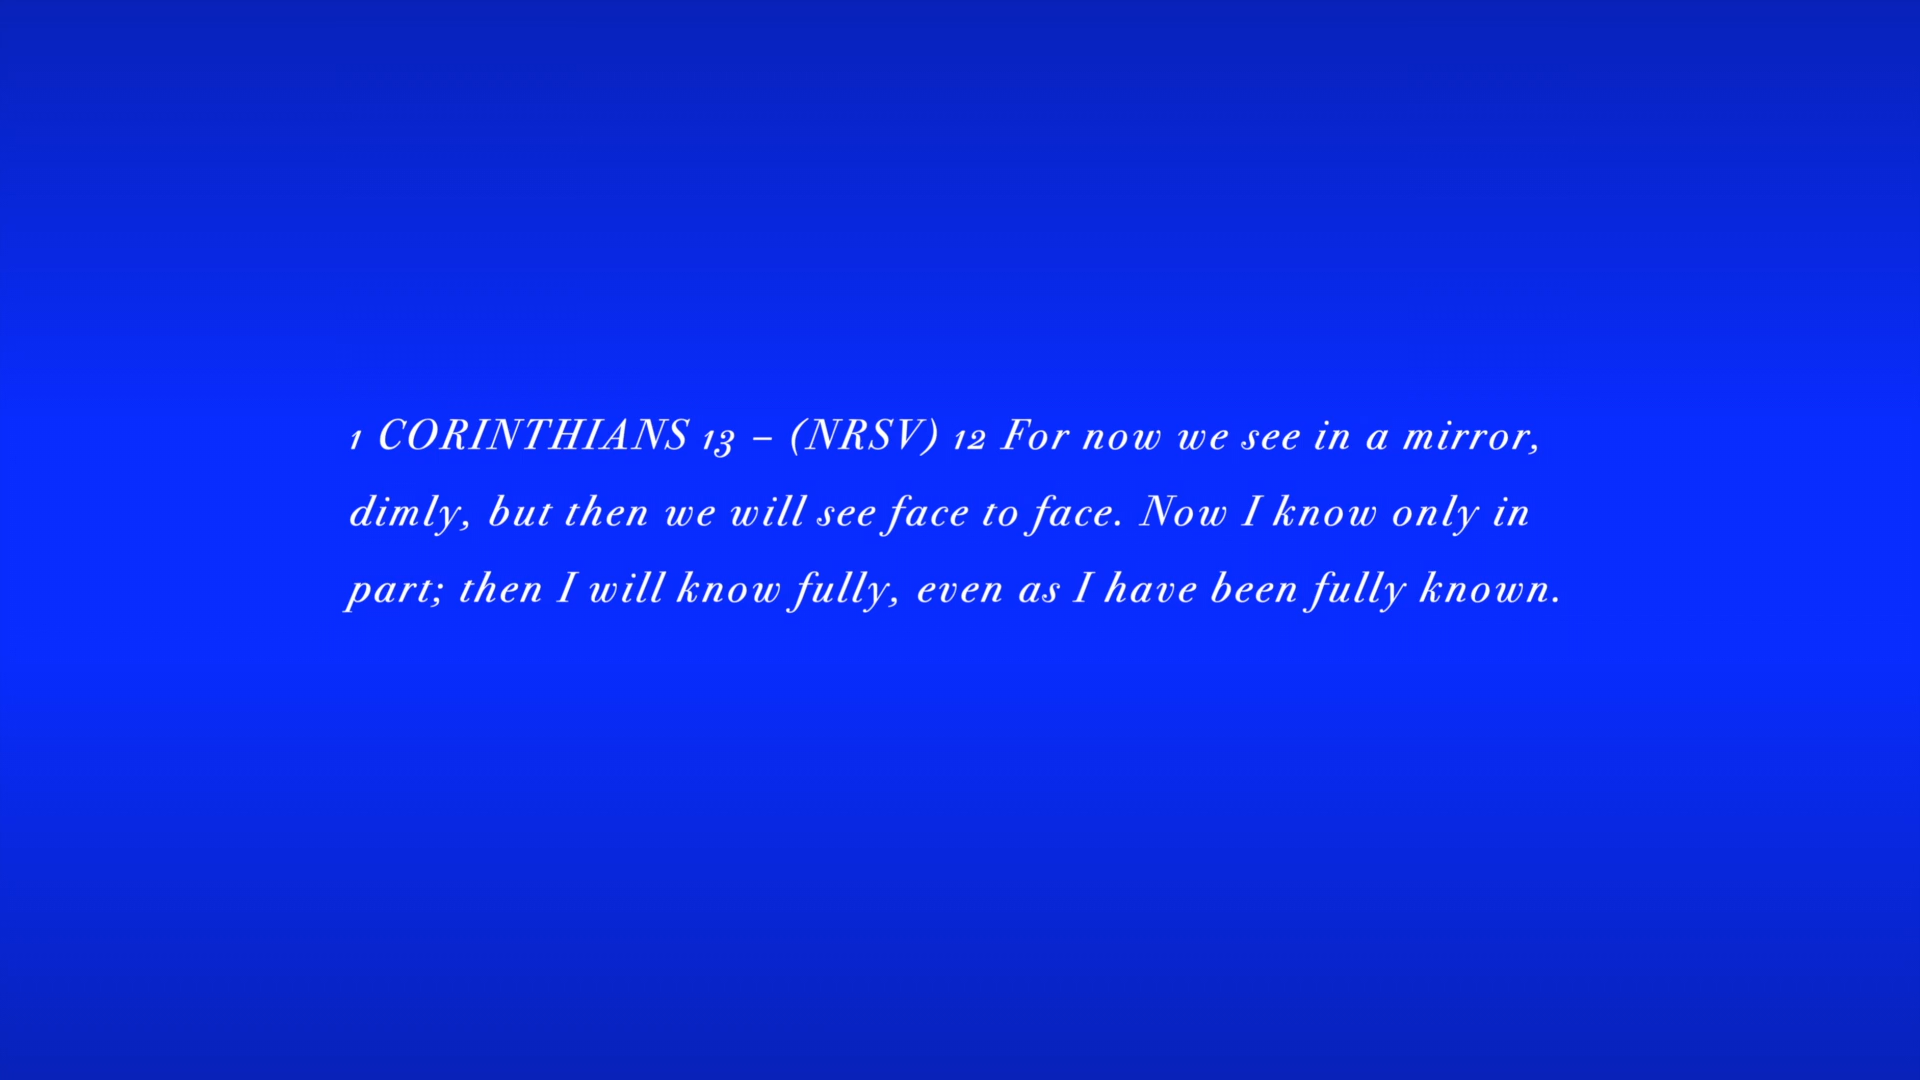 1 CORINTHIANS 13 – (NRSV) 12 For now we see in a mirror,
dimly, but then we will see face to face. Now I know only in
part; then I will know fully, even as I have been fully known.